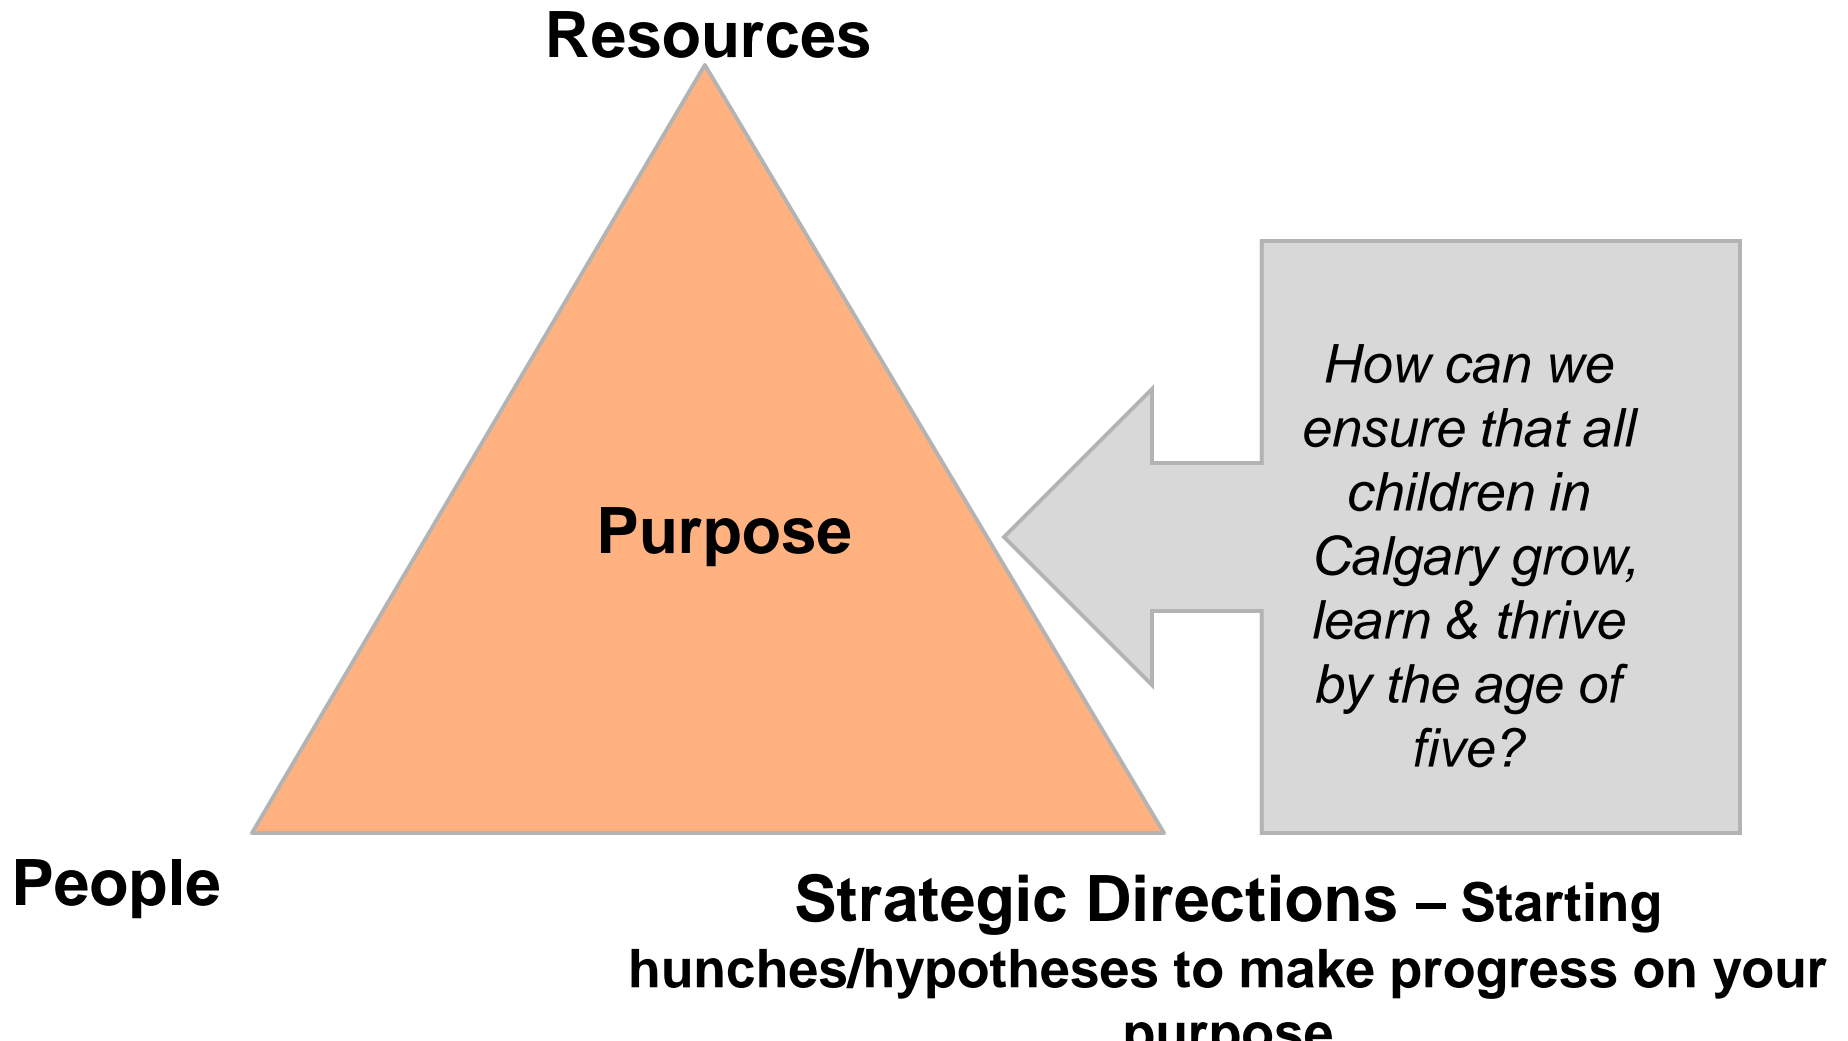 Resources
Purpose
How can we
ensure that all
children in
Calgary grow,
learn & thrive
by the age of
five?
People
Strategic Directions – Starting
hunches/hypotheses to make progress on your
purpose